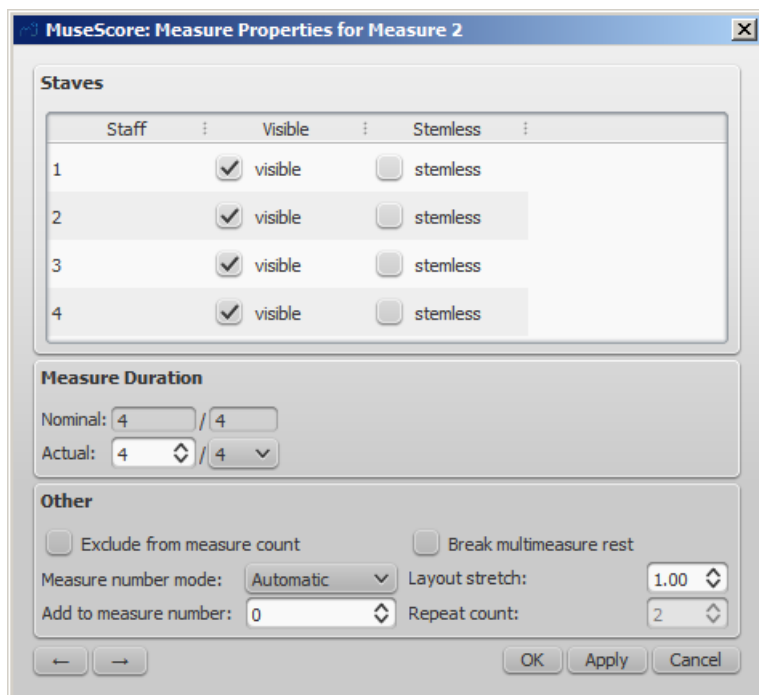 MuseScore: Measure Properties for Measure 2
Staves
Staff Visible Stemless
1 visible stemless
2 visible stemless
3 visible stemless
4 visible stemless
Measure Duration
Nominal: 4 / 4
Actual: 4 / 4
Other
Exclude from measure count Break multimeasure rest
Measure number mode: Automatic Layout stretch: 1.00
Add to measure number: 0 Repeat count: 2
← → OK Apply Cancel